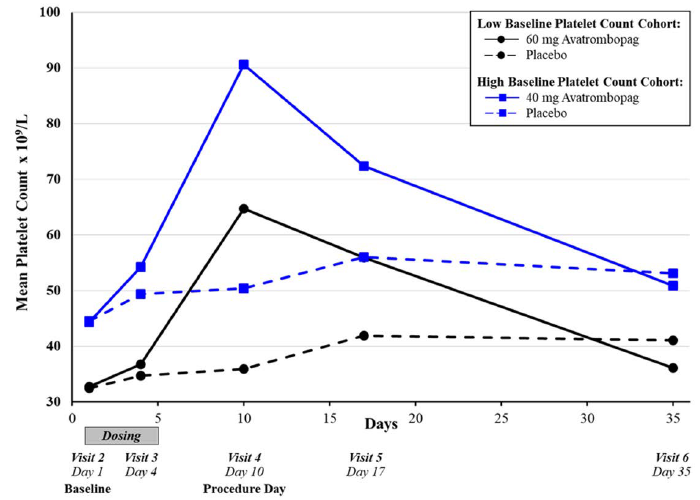 100
90
80
70
60
50
40
30
Mean Platelet Count x 10⁹/L
Low Baseline Platelet Count Cohort:
60 mg Avatrombopag
Placebo
High Baseline Platelet Count Cohort:
40 mg Avatrombopag
Placebo
0 5 10 15 20 25 30 35
Days
Dosing
Visit 2 Visit 3 Visit 4 Visit 5 Visit 6
Day 1 Day 4 Day 10 Day 17 Day 35
Baseline Procedure Day